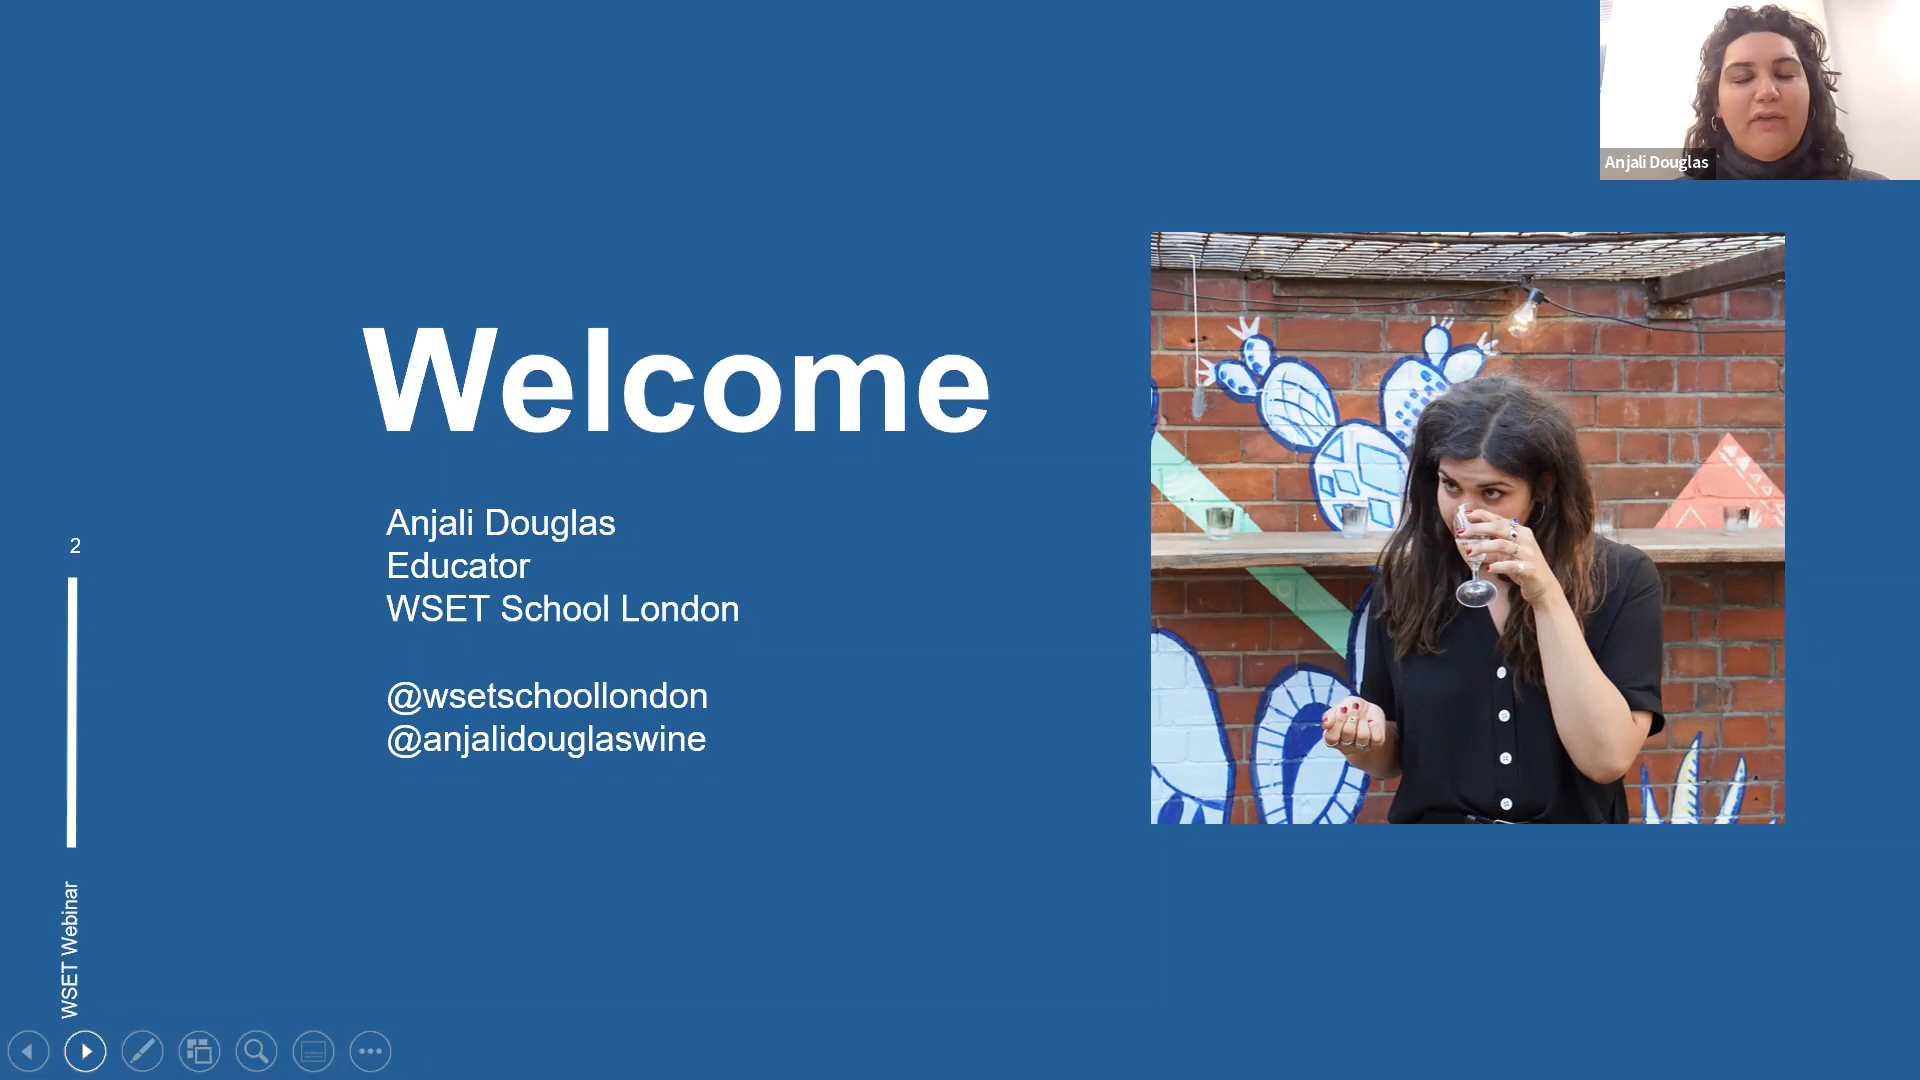 Anjali Douglas
Welcome
Anjali Douglas
Educator
WSET School London
@wsetschoollondon
@anjalidouglaswine
2
WSET Webinar